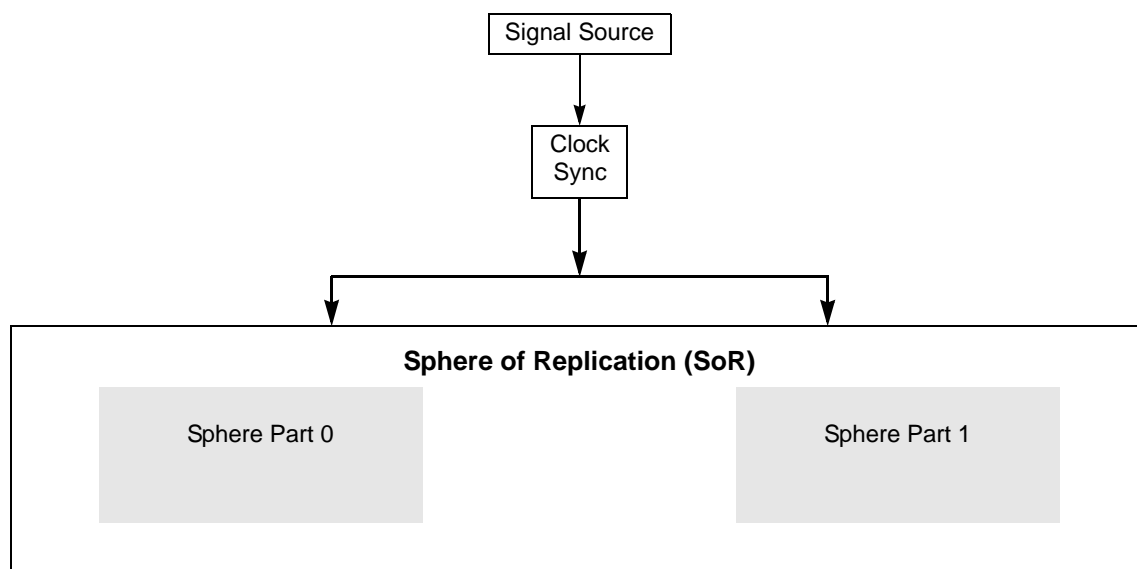 Signal Source
Clock
Sync
Sphere of Replication (SoR)
Sphere Part 0
Sphere Part 1